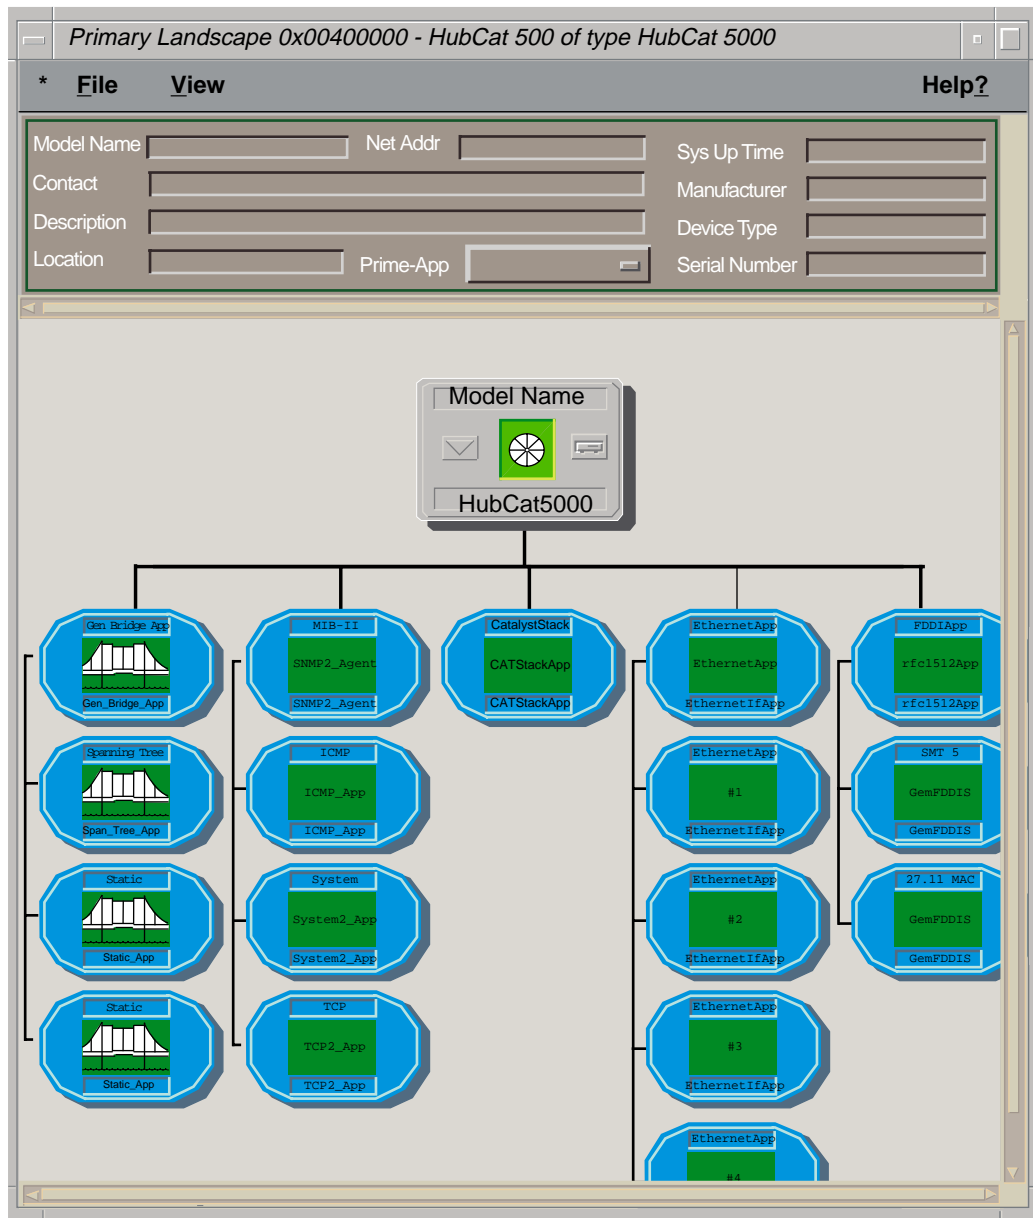 Primary Landscape 0x00400000 - HubCat 500 of type HubCat 5000
* File View Help?
Model Name Net Addr Sys Up Time
Contact Manufacturer
Description Device Type
Location Prime-App Serial Number
Model Name
HubCat5000
Gen Bridge App MIB-II CatalystStack EthernetApp FDDIApp
SNMP2_Agent CATStackApp EthernetApp rfc1512App
Gen_Bridge_App SNMP2_Agent CATStackApp EthernetIfApp rfc1512App
Spanning Tree ICMP EthernetApp SMT 5
ICMP_App #1 GemFDDIS
Span_Tree_App ICMP_App EthernetIfApp GemFDDIS
Static System EthernetApp 27.11 MAC
System2_App #2 GemFDDIS
Static_App System2_App EthernetIfApp GemFDDIS
Static TCP EthernetApp
TCP2_App #3
Static_App TCP2_App EthernetIfApp
EthernetApp
#4